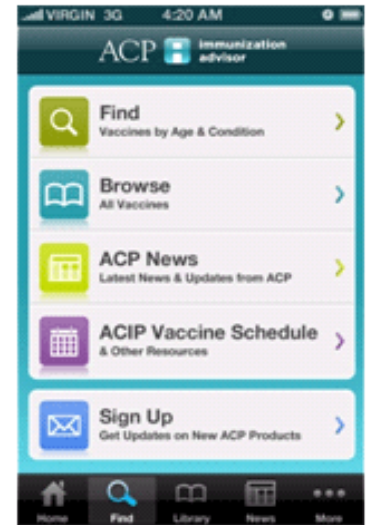 VIRGIN 3G 4:20 AM
ACP immunization
advisor
Find
Vaccines by Age & Condition
Browse
All Vaccines
ACP News
Latest News & Updates from ACP
ACIP Vaccine Schedule
& Other Resources
Sign Up
Get Updates on New ACP Products
Home Find Library News More